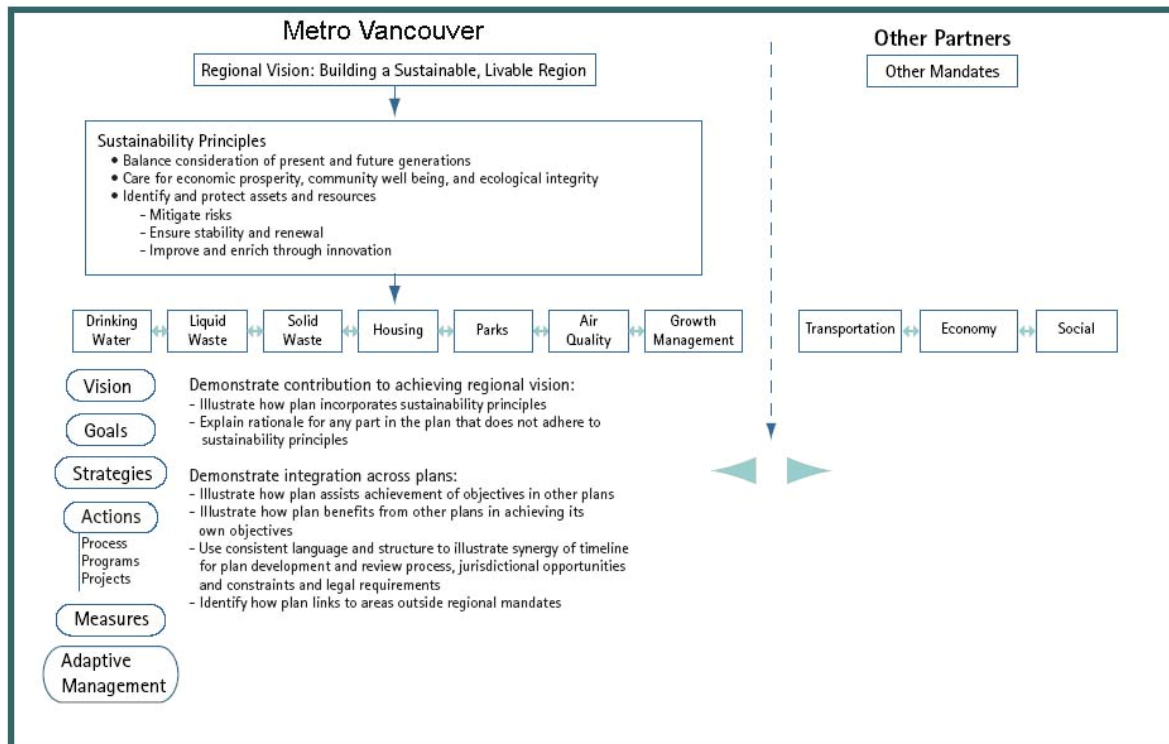 Metro Vancouver
Regional Vision: Building a Sustainable, Livable Region
Sustainability Principles
• Balance consideration of present and future generations
• Care for economic prosperity, community well being, and ecological integrity
• Identify and protect assets and resources
- Mitigate risks
- Ensure stability and renewal
- Improve and enrich through innovation
Drinking
Water
Liquid
Waste
Solid
Waste
Housing
Parks
Air
Quality
Growth
Management
Vision
Goals
Strategies
Actions
Process
Programs
Projects
Measures
Adaptive
Management
Demonstrate contribution to achieving regional vision:
- Illustrate how plan incorporates sustainability principles
- Explain rationale for any part in the plan that does not adhere to
sustainability principles
Demonstrate integration across plans:
- Illustrate how plan assists achievement of objectives in other plans
- Illustrate how plan benefits from other plans in achieving its
own objectives
- Use consistent language and structure to illustrate synergy of timeline
for plan development and review process, jurisdictional opportunities
and constraints and legal requirements
- Identify how plan links to areas outside regional mandates
Other Partners
Other Mandates
Transportation
Economy
Social